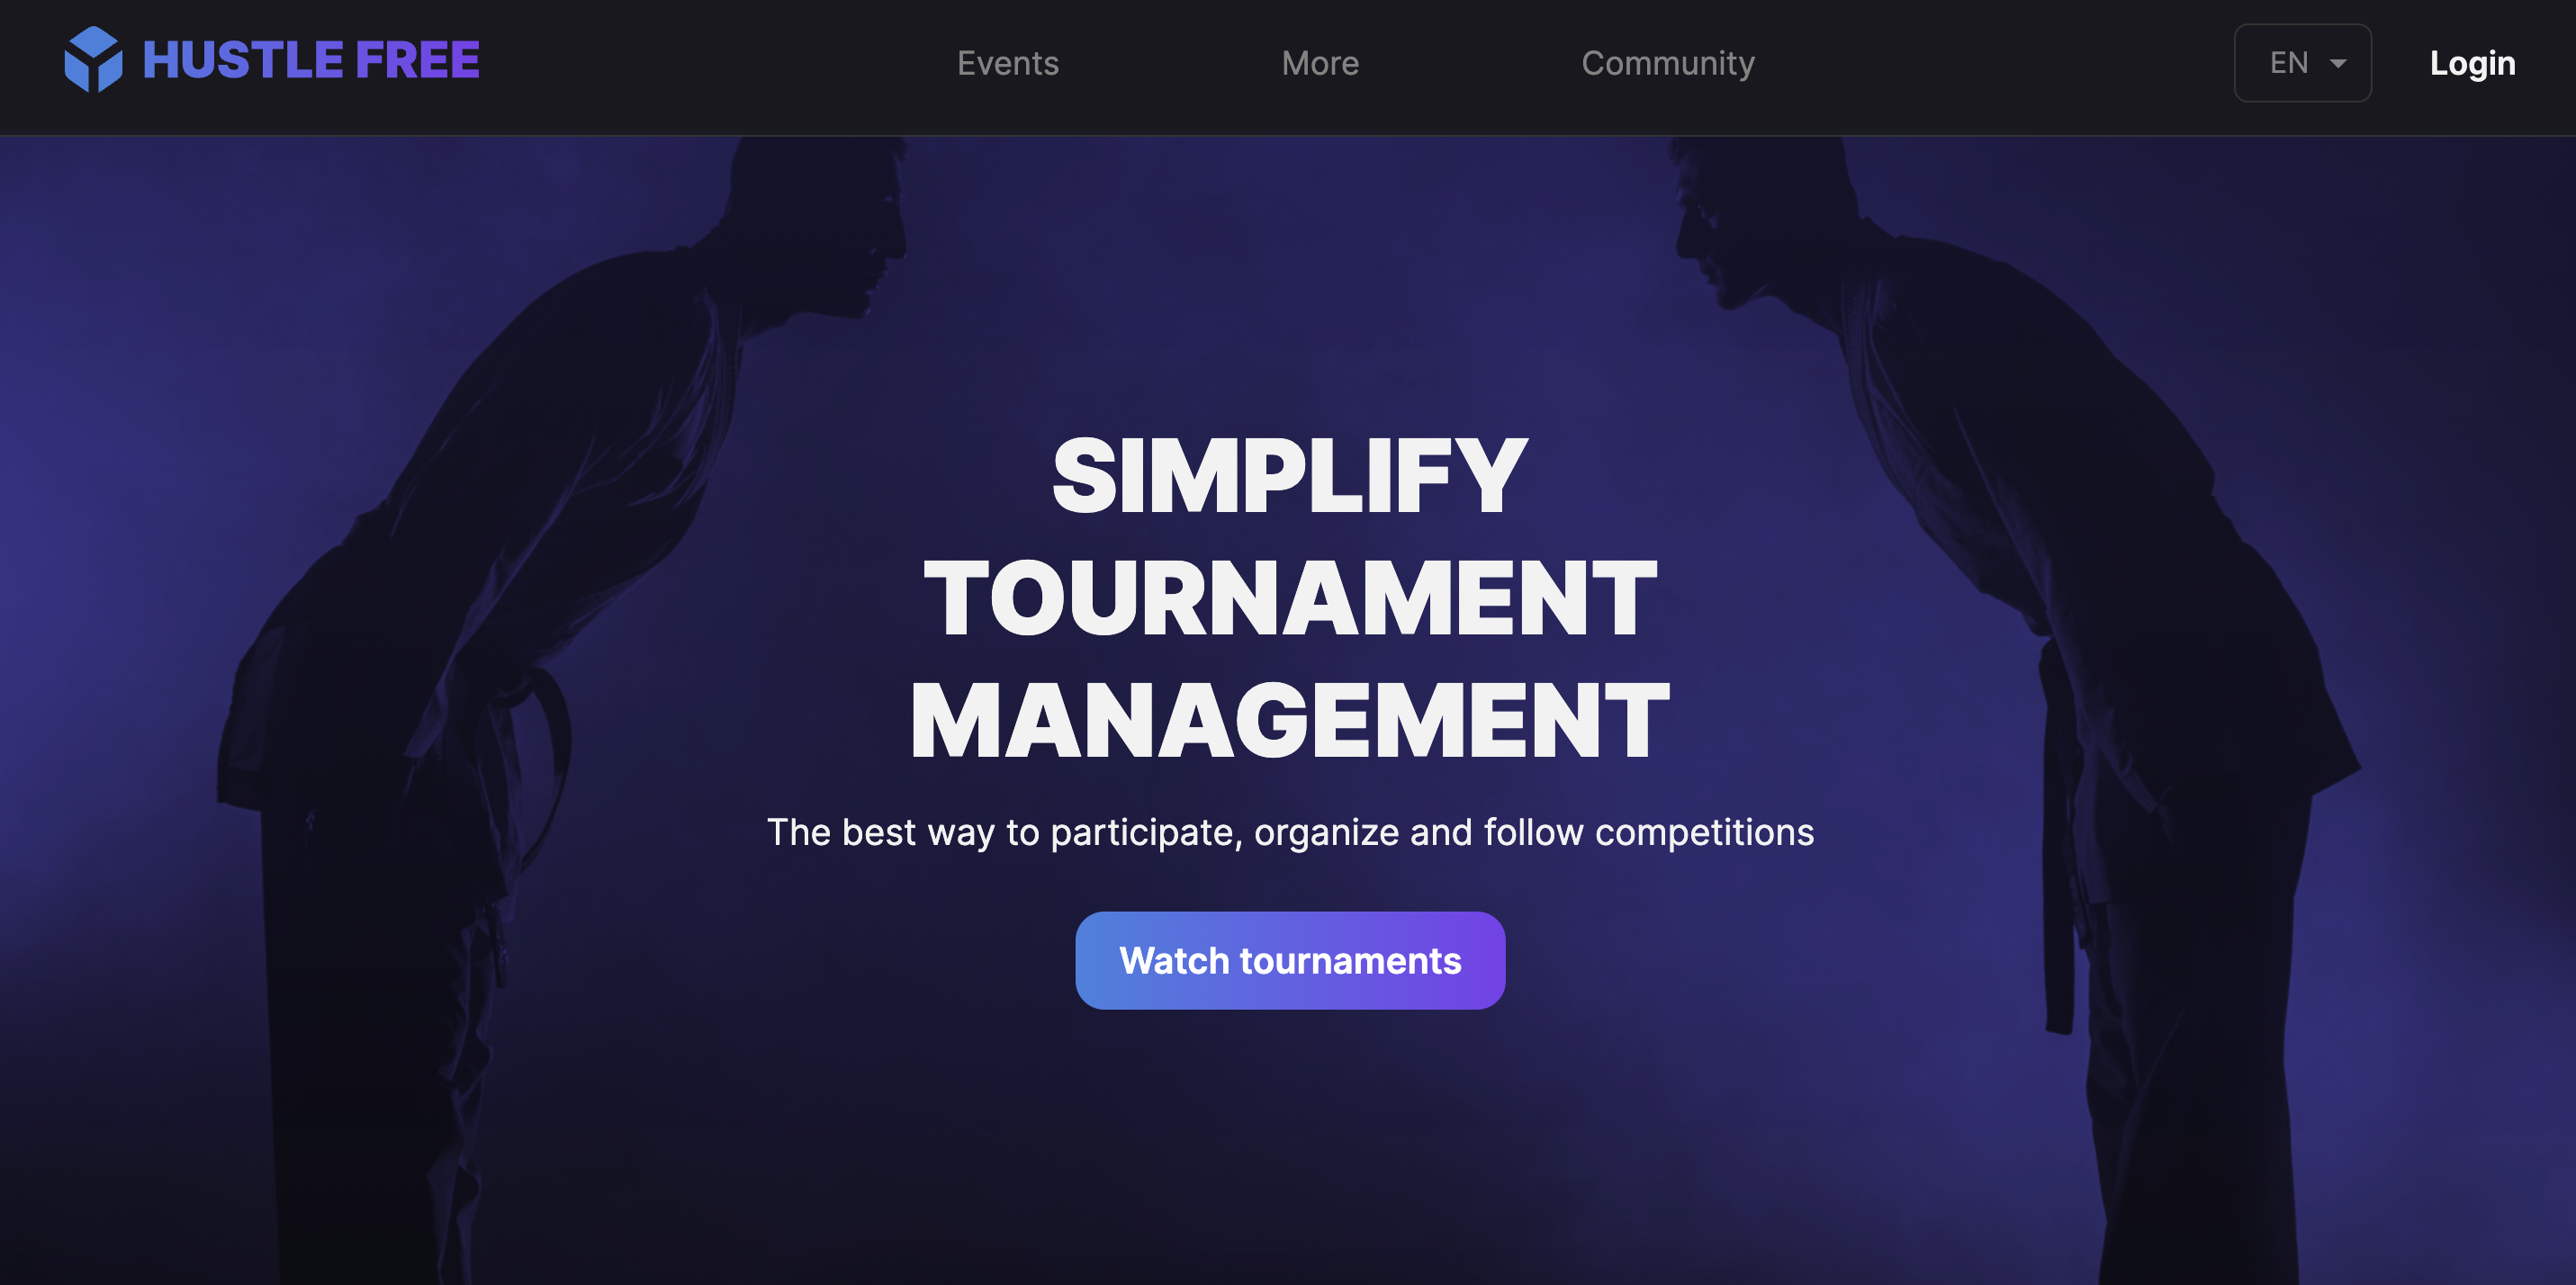 HUSTLE FREE
Events
More
Community
EN
Login
SIMPLIFY
TOURNAMENT
MANAGEMENT
The best way to participate, organize and follow competitions
Watch tournaments